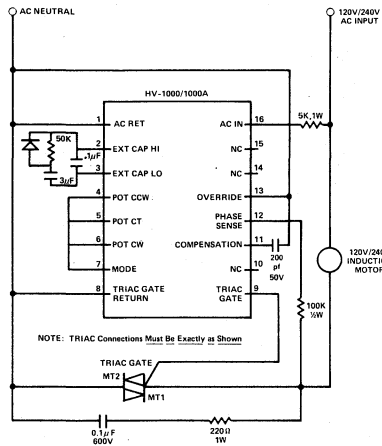 AC NEUTRAL
120V/240V
AC INPUT
HV-1000/1000A
1 AC RET
AC IN 16
5K,1W
50K
2 EXT CAP HI
.1µF
NC 15
3 EXT CAP LO
3µF
NC 14
4 POT CCW
OVERRIDE 13
5 POT CT
PHASE SENSE 12
6 POT CW
COMPENSATION 11
200
pf
50V
7 MODE
NC 10
8 TRIAC GATE RETURN
TRIAC GATE 9
120V/240
INDUCTI
MOTOR
100K
½W
NOTE: TRIAC Connections Must Be Exactly as Shown
TRIAC GATE
MT2
MT1
0.1µF
600V
220Ω
1W